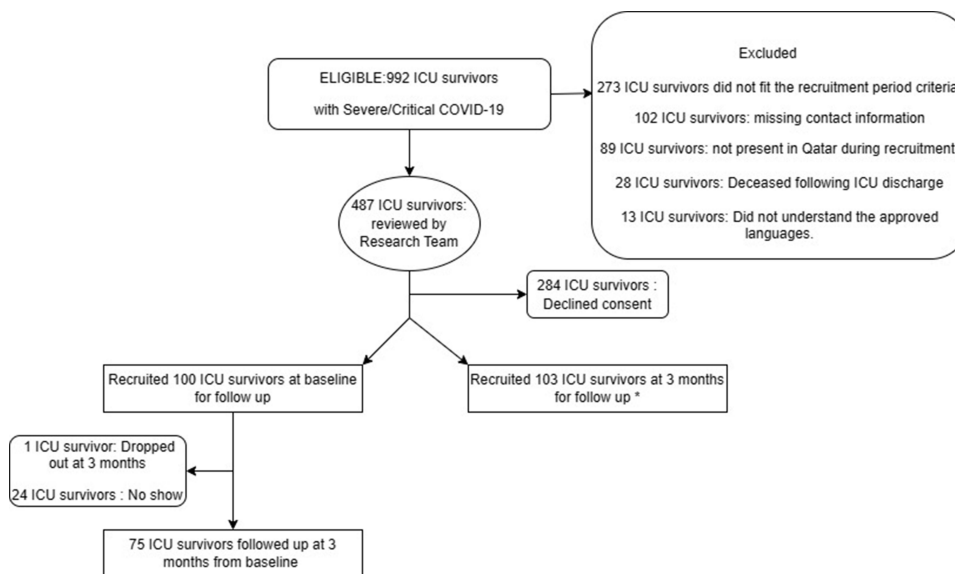 ELIGIBLE:992 ICU survivors
with Severe/Critical COVID-19
Excluded
273 ICU survivors did not fit the recruitment period criteria
102 ICU survivors: missing contact information
89 ICU survivors: not present in Qatar during recruitment
28 ICU survivors: Deceased following ICU discharge
13 ICU survivors: Did not understand the approved
languages.
487 ICU survivors:
reviewed by
Research Team
284 ICU survivors :
Declined consent
Recruited 100 ICU survivors at baseline
for follow up
Recruited 103 ICU survivors at 3 months
for follow up *
1 ICU survivor: Dropped
out at 3 months
24 ICU survivors : No show
75 ICU survivors followed up at 3
months from baseline